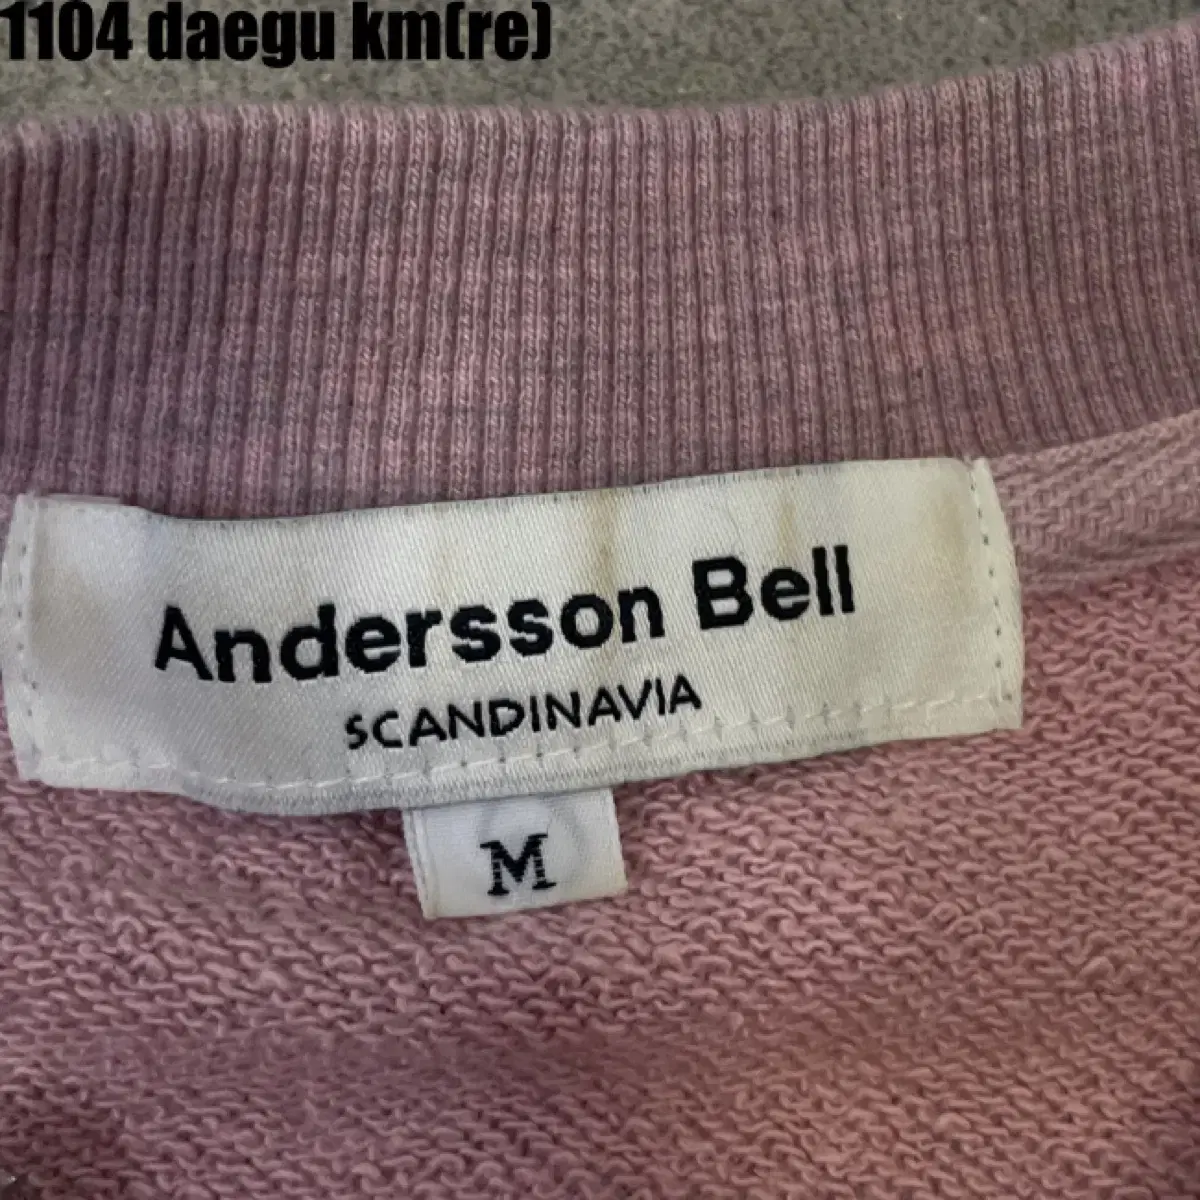 1104 daegu km(re)
Andersson Bell
SCANDINAVIA
M